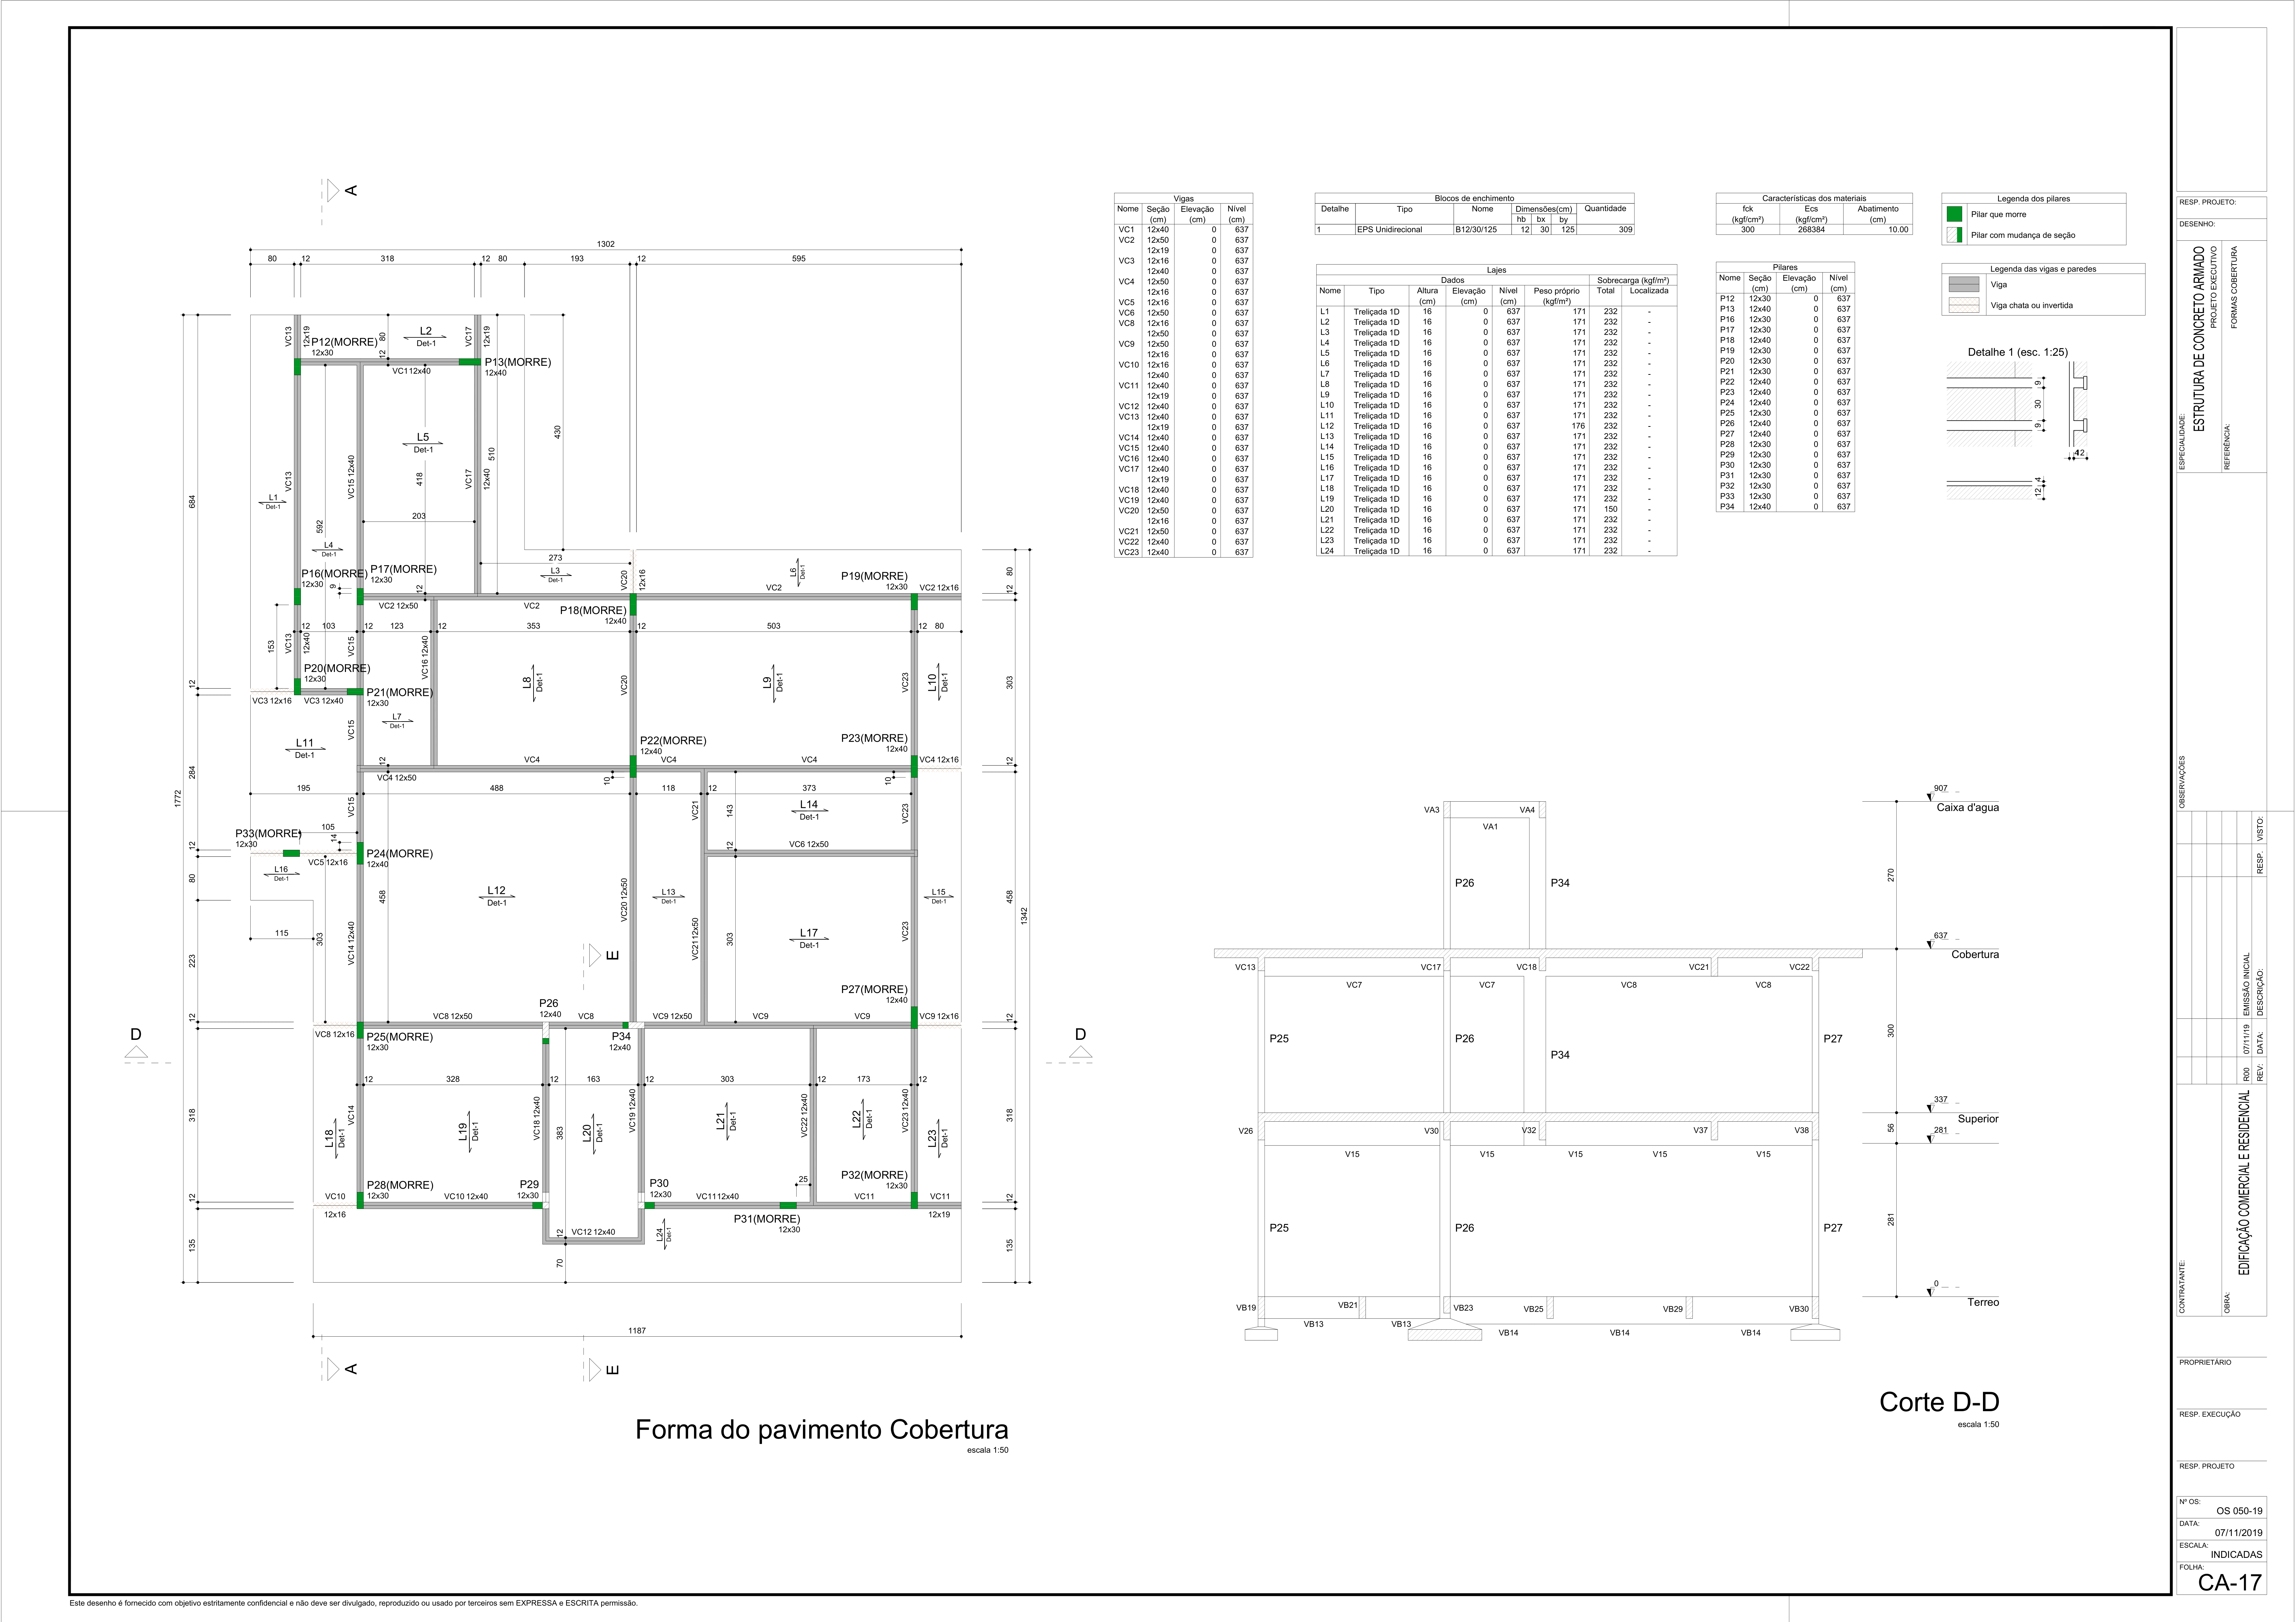 A
1302
80 12 318 12 80 193 12 595
VC13 12x19 P12(MORRE) 12x30
80 12
L2
Det-1
VC17 12x19
P13(MORRE)
12x40
VC1 12x40
L5
Det-1
430
510
418
VC15 12x40
VC17 12x40
VC13
L1
Det-1
684
592
203
L4
Det-1
273
L3
Det-1
VC20 12x16
L6
Det-1
80
12
P16(MORRE)
12x30
9
P17(MORRE)
12x30
12
P19(MORRE)
12x30
VC2
VC2 12x16
VC2 12x50
VC2
P18(MORRE)
12x40
12 103 12 123 12 353 12 503 12 80
153
VC13 12x40
VC15
VC16 12x40
L8
Det-1
VC20
L9
Det-1
VC23
L10
Det-1
303
P20(MORRE)
12x30
12
P21(MORRE)
12x30
VC3 12x16
VC3 12x40
L7
Det-1
VC15
L11
Det-1
P22(MORRE)
12x40
P23(MORRE)
12x40
12
VC4
VC4
VC4
VC4 12x16
12
VC4 12x50
10
10
284
1772
195 488 118 12 373
VC15
VC21
143
L14
Det-1
VC23
105
P33(MORRE)
12x30
14
12
P24(MORRE)
12x40
VC5 12x16
12
VC6 12x50
L16
Det-1
80
458
L12
Det-1
VC20 12x50
L13
Det-1
L15
Det-1
458
1342
115
303
VC14 12x40
223
E
VC21 12x50
303
L17
Det-1
VC23
P27(MORRE)
12x40
P26
12x40
12
VC8 12x50
VC8
VC9 12x50
VC9
VC9
VC9 12x16
12
VC8 12x16
P25(MORRE)
12x30
P34
12x40
D
D
12 328 12 163 12 303 12 173 12
318
VC14
L18
Det-1
L19
Det-1
VC18 12x40
383
L20
Det-1
VC19 12x40
L21
Det-1
VC22 12x40
L22
Det-1
VC23 12x40
L23
Det-1
318
25
P28(MORRE)
12x30
P29
12x30
P30
12x30
P32(MORRE)
12x30
12
VC10
12x16
VC10 12x40
VC11 12x40
VC11
VC11
12x19
12
P31(MORRE)
12x30
12
VC12 12x40
L24
Det-1
135
70
135
1187
A
E
Forma do pavimento Cobertura
escala 1:50
Vigas
Nome Seção Elevação Nível
(cm) (cm) (cm)
VC1 12x40 0 637
VC2 12x50 0 637
12x19 0 637
VC3 12x16 0 637
12x40 0 637
VC4 12x50 0 637
12x16 0 637
VC5 12x16 0 637
VC6 12x50 0 637
VC8 12x16 0 637
12x50 0 637
VC9 12x50 0 637
12x16 0 637
VC10 12x16 0 637
12x40 0 637
VC11 12x40 0 637
12x19 0 637
VC12 12x40 0 637
VC13 12x40 0 637
12x19 0 637
VC14 12x40 0 637
VC15 12x40 0 637
VC16 12x40 0 637
VC17 12x40 0 637
12x19 0 637
VC18 12x40 0 637
VC19 12x40 0 637
VC20 12x50 0 637
12x16 0 637
VC21 12x50 0 637
VC22 12x40 0 637
VC23 12x40 0 637
Blocos de enchimento
Detalhe Tipo Nome Dimensões(cm) Quantidade
hb bx by
1 EPS Unidirecional B12/30/125 12 30 125 309
Lajes
Dados Sobrecarga (kgf/m²)
Nome Tipo Altura Elevação Nível Peso próprio Total Localizada
(cm) (cm) (cm) (kgf/m²)
L1 Treliçada 1D 16 0 637 171 232 -
L2 Treliçada 1D 16 0 637 171 232 -
L3 Treliçada 1D 16 0 637 171 232 -
L4 Treliçada 1D 16 0 637 171 232 -
L5 Treliçada 1D 16 0 637 171 232 -
L6 Treliçada 1D 16 0 637 171 232 -
L7 Treliçada 1D 16 0 637 171 232 -
L8 Treliçada 1D 16 0 637 171 232 -
L9 Treliçada 1D 16 0 637 171 232 -
L10 Treliçada 1D 16 0 637 171 232 -
L11 Treliçada 1D 16 0 637 171 232 -
L12 Treliçada 1D 16 0 637 176 232 -
L13 Treliçada 1D 16 0 637 171 232 -
L14 Treliçada 1D 16 0 637 171 232 -
L15 Treliçada 1D 16 0 637 171 232 -
L16 Treliçada 1D 16 0 637 171 232 -
L17 Treliçada 1D 16 0 637 171 232 -
L18 Treliçada 1D 16 0 637 171 232 -
L19 Treliçada 1D 16 0 637 171 232 -
L20 Treliçada 1D 16 0 637 171 150 -
L21 Treliçada 1D 16 0 637 171 232 -
L22 Treliçada 1D 16 0 637 171 232 -
L23 Treliçada 1D 16 0 637 171 232 -
L24 Treliçada 1D 16 0 637 171 232 -
Características dos materiais
fck Ecs Abatimento
(kgf/cm²) (kgf/cm²) (cm)
300 268384 10.00
Pilares
Nome Seção Elevação Nível
(cm) (cm) (cm)
P12 12x30 0 637
P13 12x40 0 637
P16 12x30 0 637
P17 12x30 0 637
P18 12x40 0 637
P19 12x30 0 637
P20 12x30 0 637
P21 12x30 0 637
P22 12x40 0 637
P23 12x40 0 637
P24 12x40 0 637
P25 12x30 0 637
P26 12x40 0 637
P27 12x40 0 637
P28 12x30 0 637
P29 12x30 0 637
P30 12x30 0 637
P31 12x30 0 637
P32 12x30 0 637
P33 12x30 0 637
P34 12x40 0 637
Legenda dos pilares
Pilar que morre
Pilar com mudança de seção
Legenda das vigas e paredes
Viga
Viga chata ou invertida
Detalhe 1 (esc. 1:25)
9
30
9
4 12
12 4
907
Caixa d'agua
VA3 VA4
VA1
P26 P34
270
637
Cobertura
VC13 VC17 VC18 VC21 VC22
VC7 VC7 VC8 VC8
P25 P26 P34 P27
300
337
Superior
281
56
V26 V30 V32 V37 V38
V15 V15 V15 V15 V15
P25 P26 P27
281
0
Terreo
VB19 VB21 VB23 VB25 VB29 VB30
VB13 VB13 VB14 VB14 VB14
Corte D-D
escala 1:50
RESP. PROJETO:
DESENHO:
ESPECIALIDADE:
ESTRUTURA DE CONCRETO ARMADO
PROJETO EXECUTIVO
REFERÊNCIA:
FORMAS COBERTURA
OBSERVAÇÕES
REV: DATA: DESCRIÇÃO: RESP. VISTO:
R00 07/11/19 EMISSÃO INICIAL
CONTRATANTE:
OBRA:
EDIFICAÇÃO COMERCIAL E RESIDENCIAL
PROPRIETÁRIO
RESP. EXECUÇÃO
RESP. PROJETO
Nº OS:
OS 050-19
DATA:
07/11/2019
ESCALA:
INDICADAS
FOLHA:
CA-17
Este desenho é fornecido com objetivo estritamente confidencial e não deve ser divulgado, reproduzido ou usado por terceiros sem EXPRESSA e ESCRITA permissão.